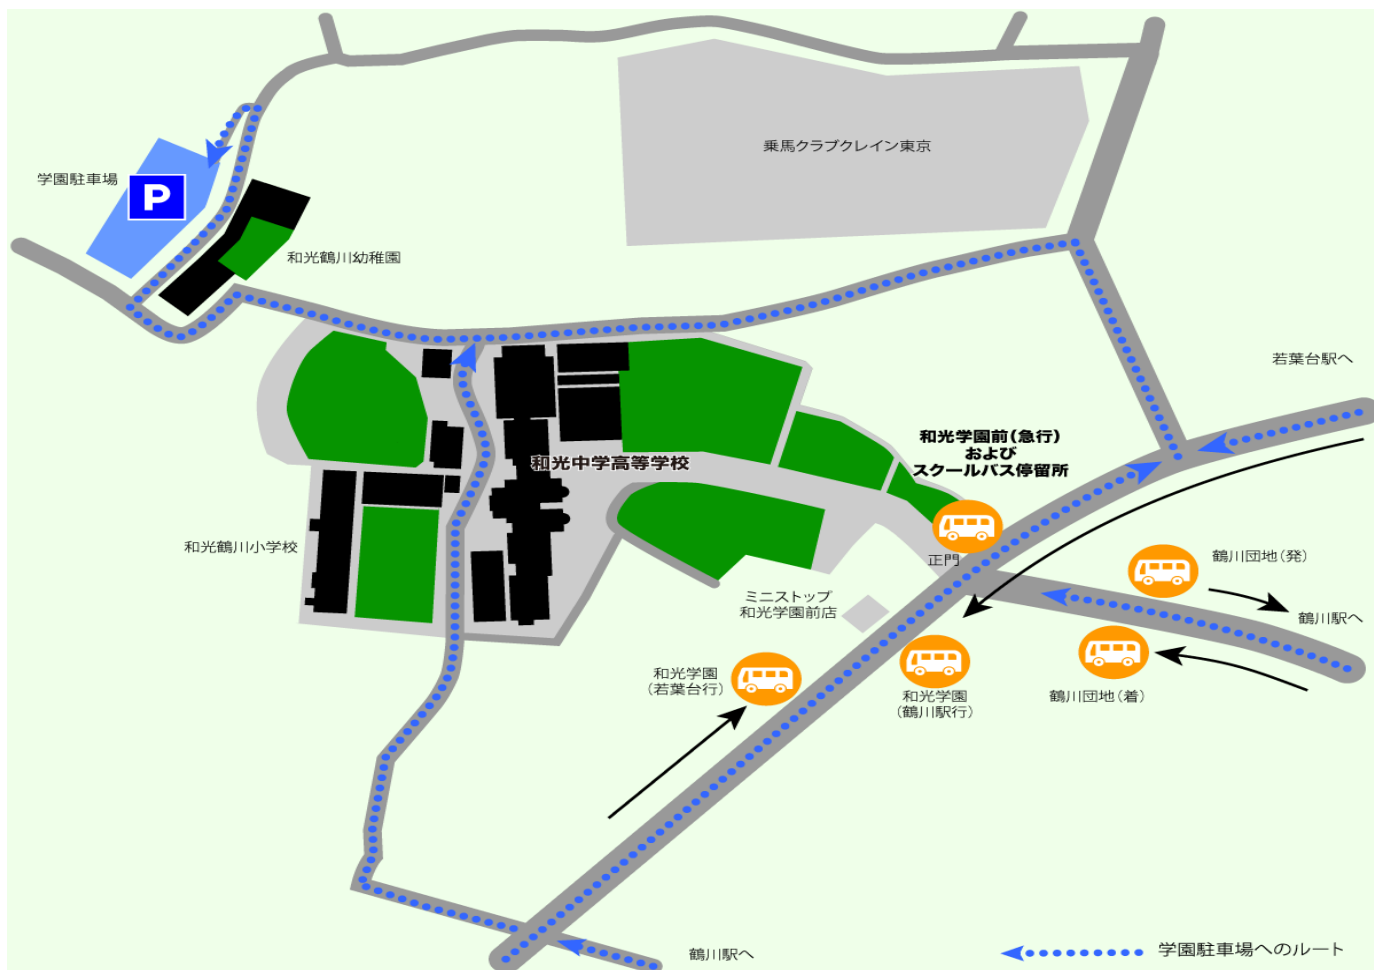 乗馬クラブクレイン東京
学園駐車場
P
和光鶴川幼稚園
若葉台駅へ
和光学園前(急行)
および
スクールバス停留所
和光中学高等学校
和光鶴川小学校
正門
鶴川団地(発)
ミニストップ
和光学園前店
鶴川駅へ
和光学園
(若葉台行)
和光学園
(鶴川駅行)
鶴川団地(着)
鶴川駅へ
学園駐車場へのルート